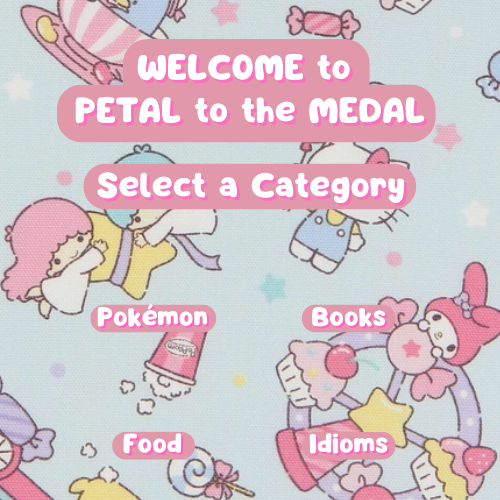 WELCOME to
PETAL to the MEDAL
Select a Category
Pokémon
Books
Food
Idioms